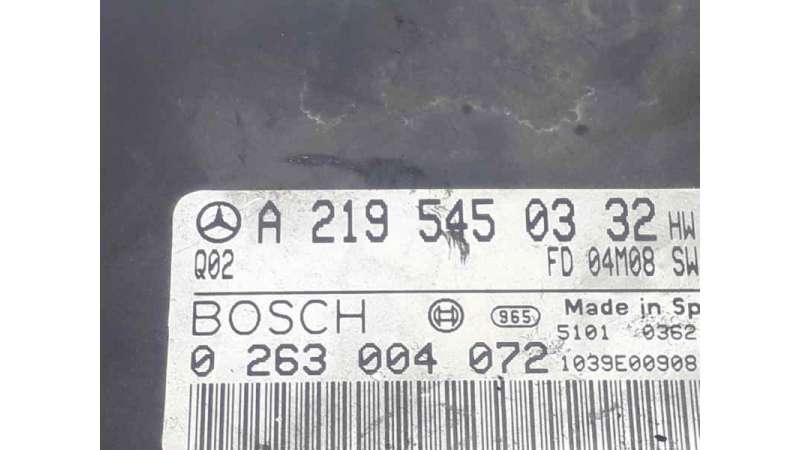 A 219 545 03 32 HW
Q02 FD 04M08 SW
BOSCH 965 Made in Sp
5101 0362
0 263 004 072 1039E00908